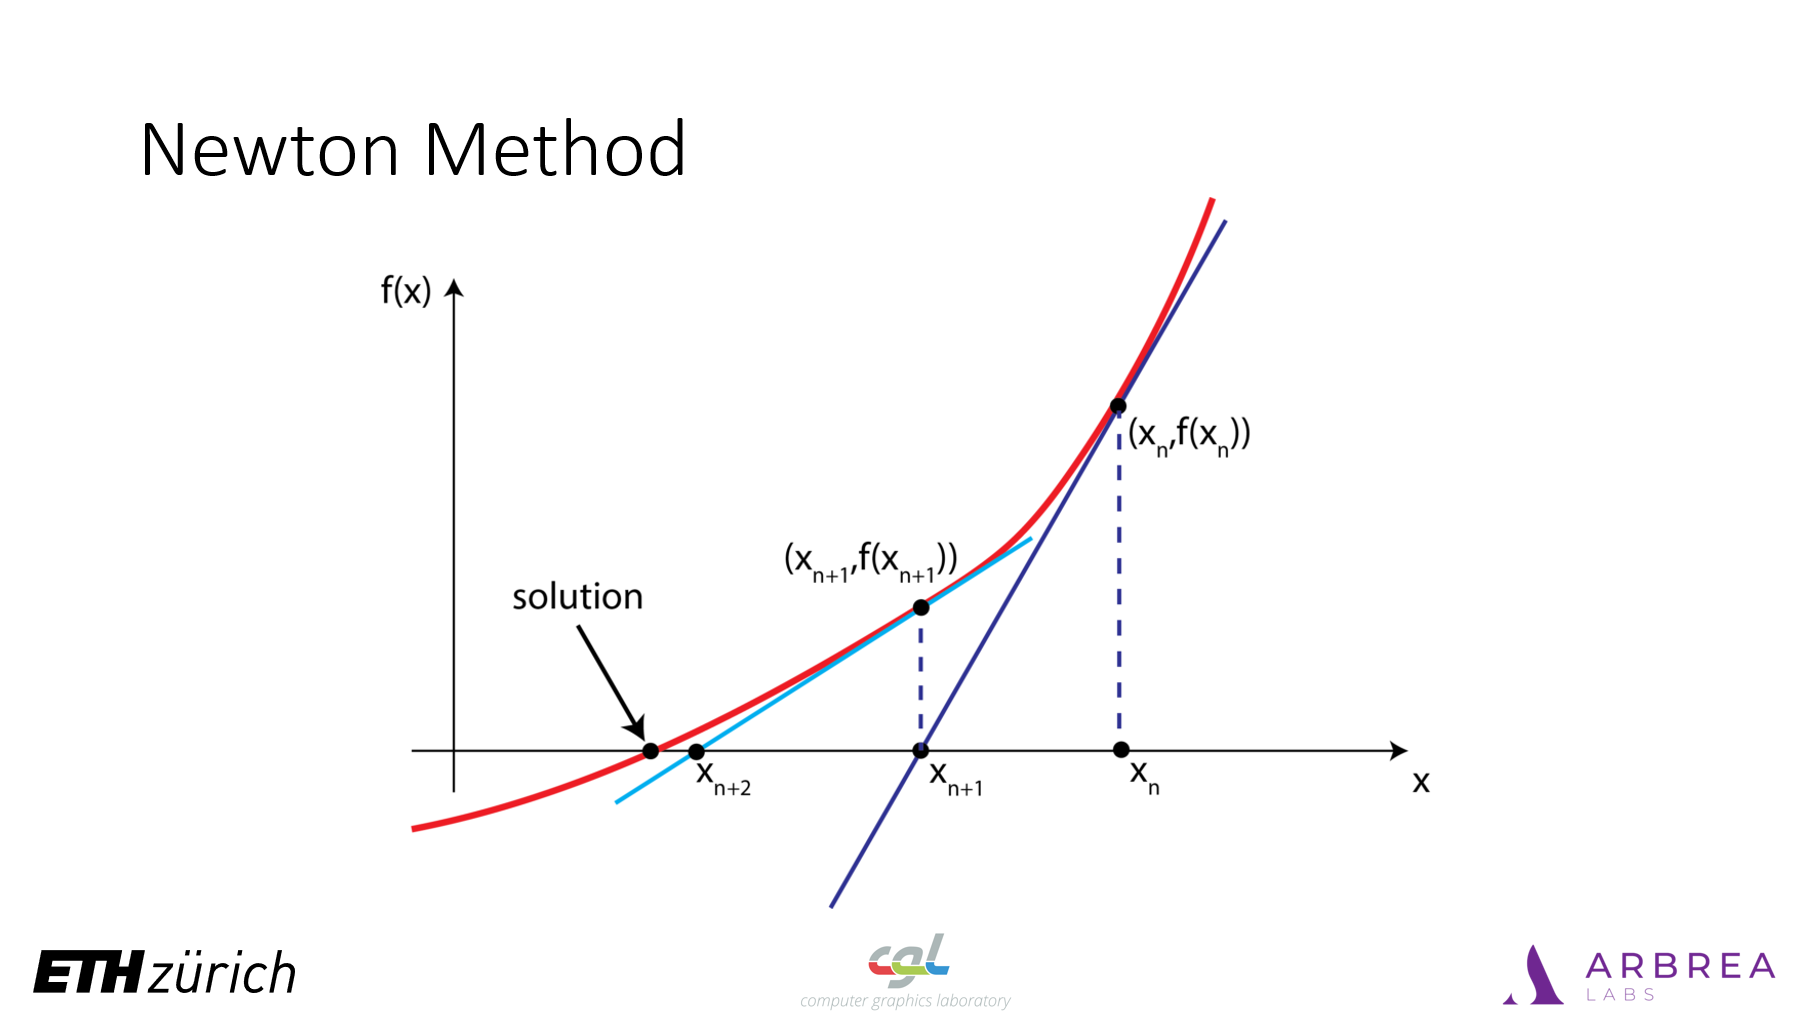 Newton Method
f(x)
(xn,f(xn))
(xn+1,f(xn+1))
solution
xn+2
xn+1
xn
x
ETH zürich
cgl
computer graphics laboratory
ARBREA
LABS